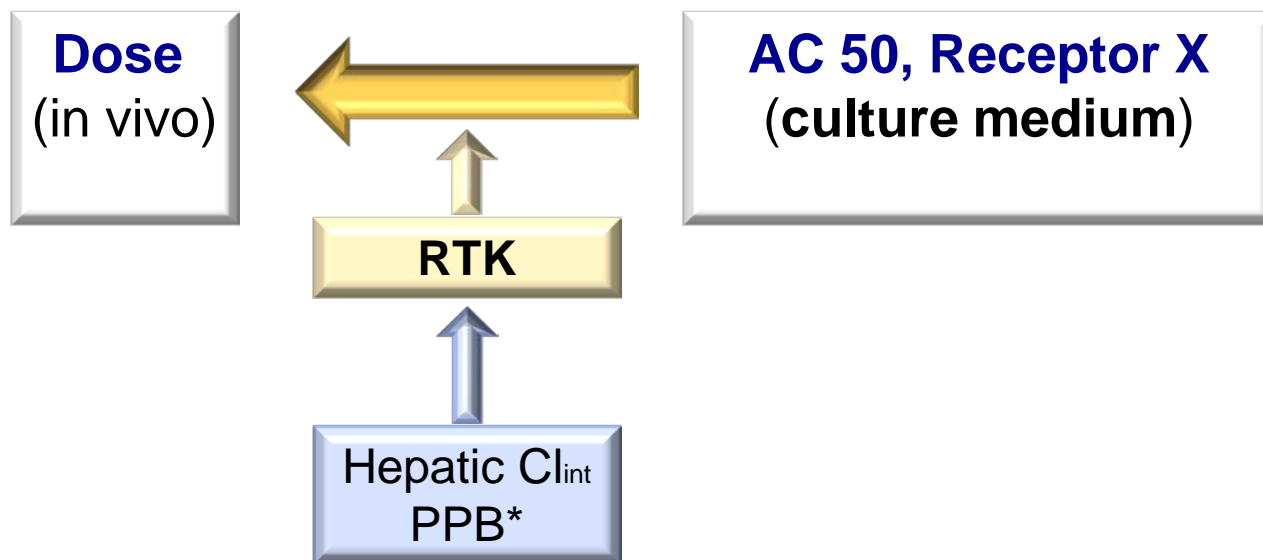 Dose
(in vivo)
AC 50, Receptor X
(culture medium)
RTK
Hepatic Clint
PPB*